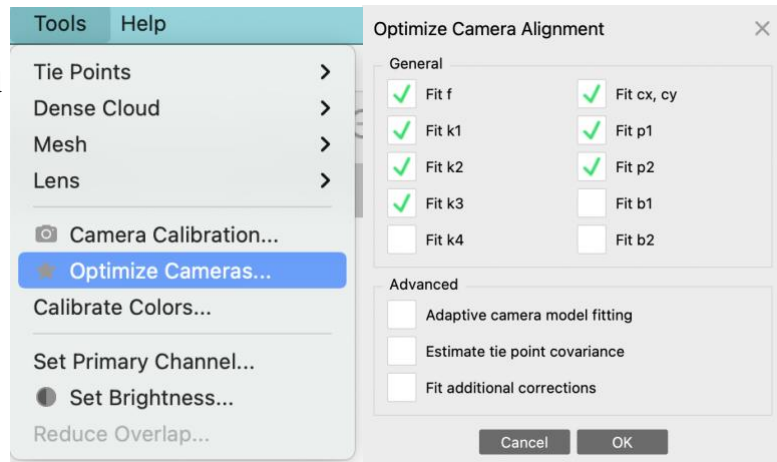 Tools Help
Tie Points
Dense Cloud
Mesh
Lens
Camera Calibration...
Optimize Cameras...
Calibrate Colors...
Set Primary Channel...
Set Brightness...
Reduce Overlap...
Optimize Camera Alignment
General
Fit f Fit cx, cy
Fit k1 Fit p1
Fit k2 Fit p2
Fit k3 Fit b1
Fit k4 Fit b2
Advanced
Adaptive camera model fitting
Estimate tie point covariance
Fit additional corrections
Cancel OK